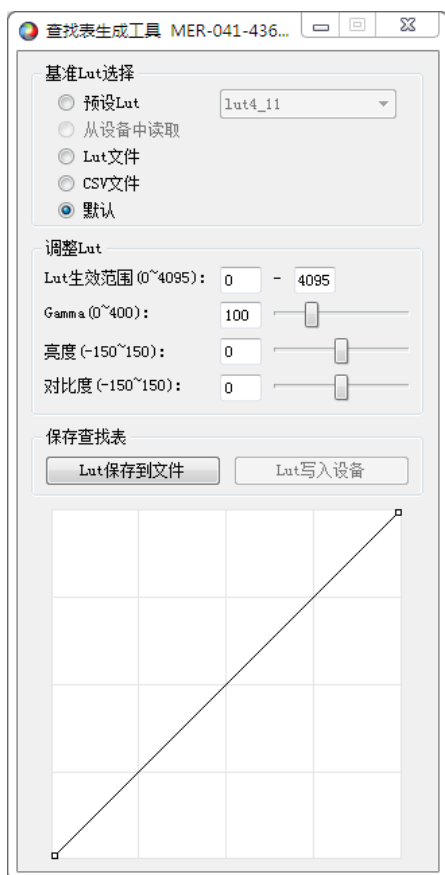 查找表生成工具 MER-041-436...
基准Lut选择
预设Lut lut4_11
从设备中读取
Lut文件
CSV文件
默认
调整Lut
Lut生效范围(0~4095): 0 - 4095
Gamma(0~400): 100
亮度(-150~150): 0
对比度(-150~150): 0
保存查找表
Lut保存到文件 Lut写入设备